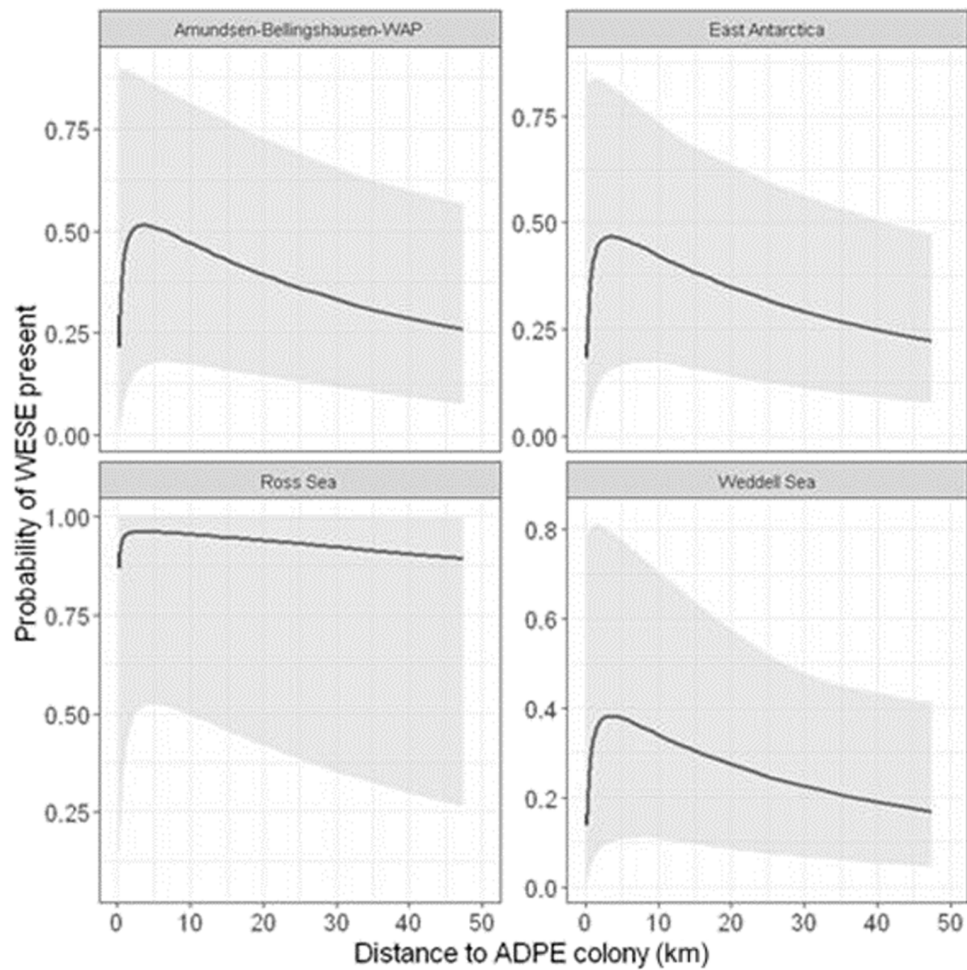 Amundsen-Bellingshausen-WAP
East Antarctica
0.75
0.50
0.25
0.00
0.75
0.50
0.25
0.00
Probability of WESE present
Ross Sea
Weddell Sea
1.00
0.75
0.50
0.25
0.8
0.6
0.4
0.2
0.0
0 10 20 30 40 50
0 10 20 30 40 50
Distance to ADPE colony (km)